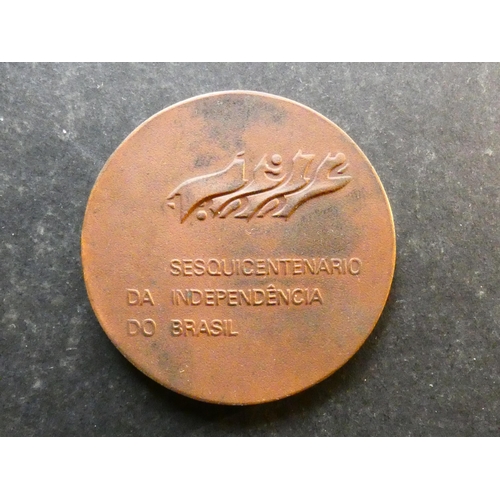 1972
1822
SESQUICENTENARIO
DA INDEPENDÊNCIA
DO BRASIL